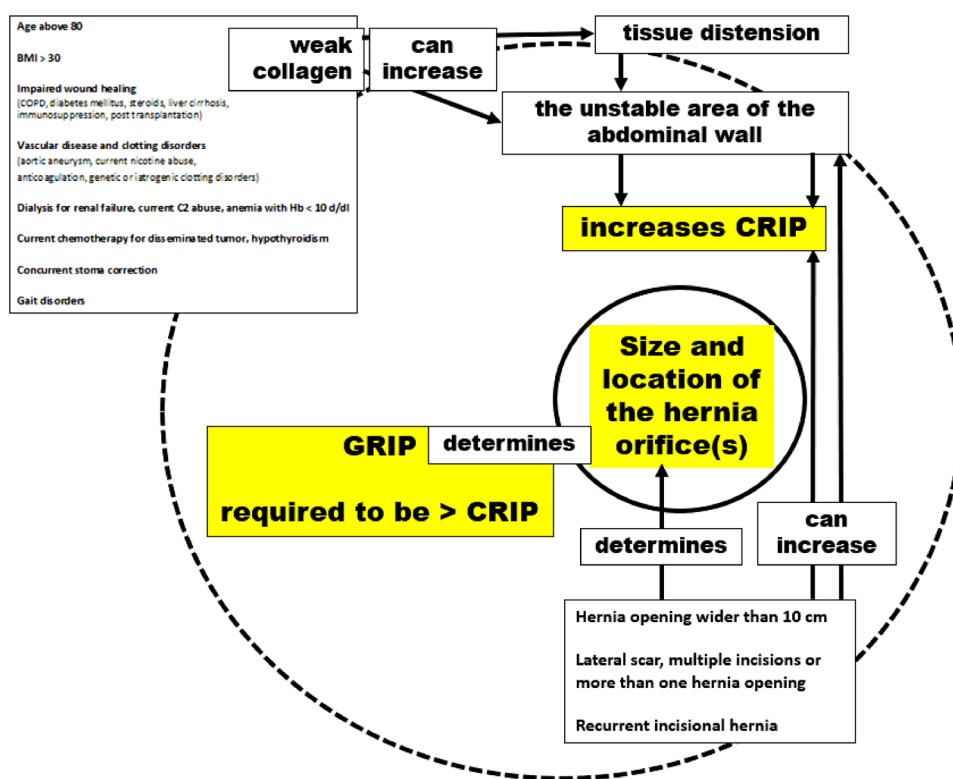 Age above 80
BMI > 30
Impaired wound healing
(COPD, diabetes mellitus, steroids, liver cirrhosis,
immunosuppression, post transplantation)
Vascular disease and clotting disorders
(aortic aneurysm, current nicotine abuse,
anticoagulation, genetic or iatrogenic clotting disorders)
Dialysis for renal failure, current C2 abuse, anemia with Hb < 10 d/dl
Current chemotherapy for disseminated tumor, hypothyroidism
Concurrent stoma correction
Gait disorders
weak
collagen
can
increase
tissue distension
the unstable area of the
abdominal wall
increases CRIP
Size and
location of
the hernia
orifice(s)
GRIP
determines
required to be > CRIP
determines
can
increase
Hernia opening wider than 10 cm
Lateral scar, multiple incisions or
more than one hernia opening
Recurrent incisional hernia